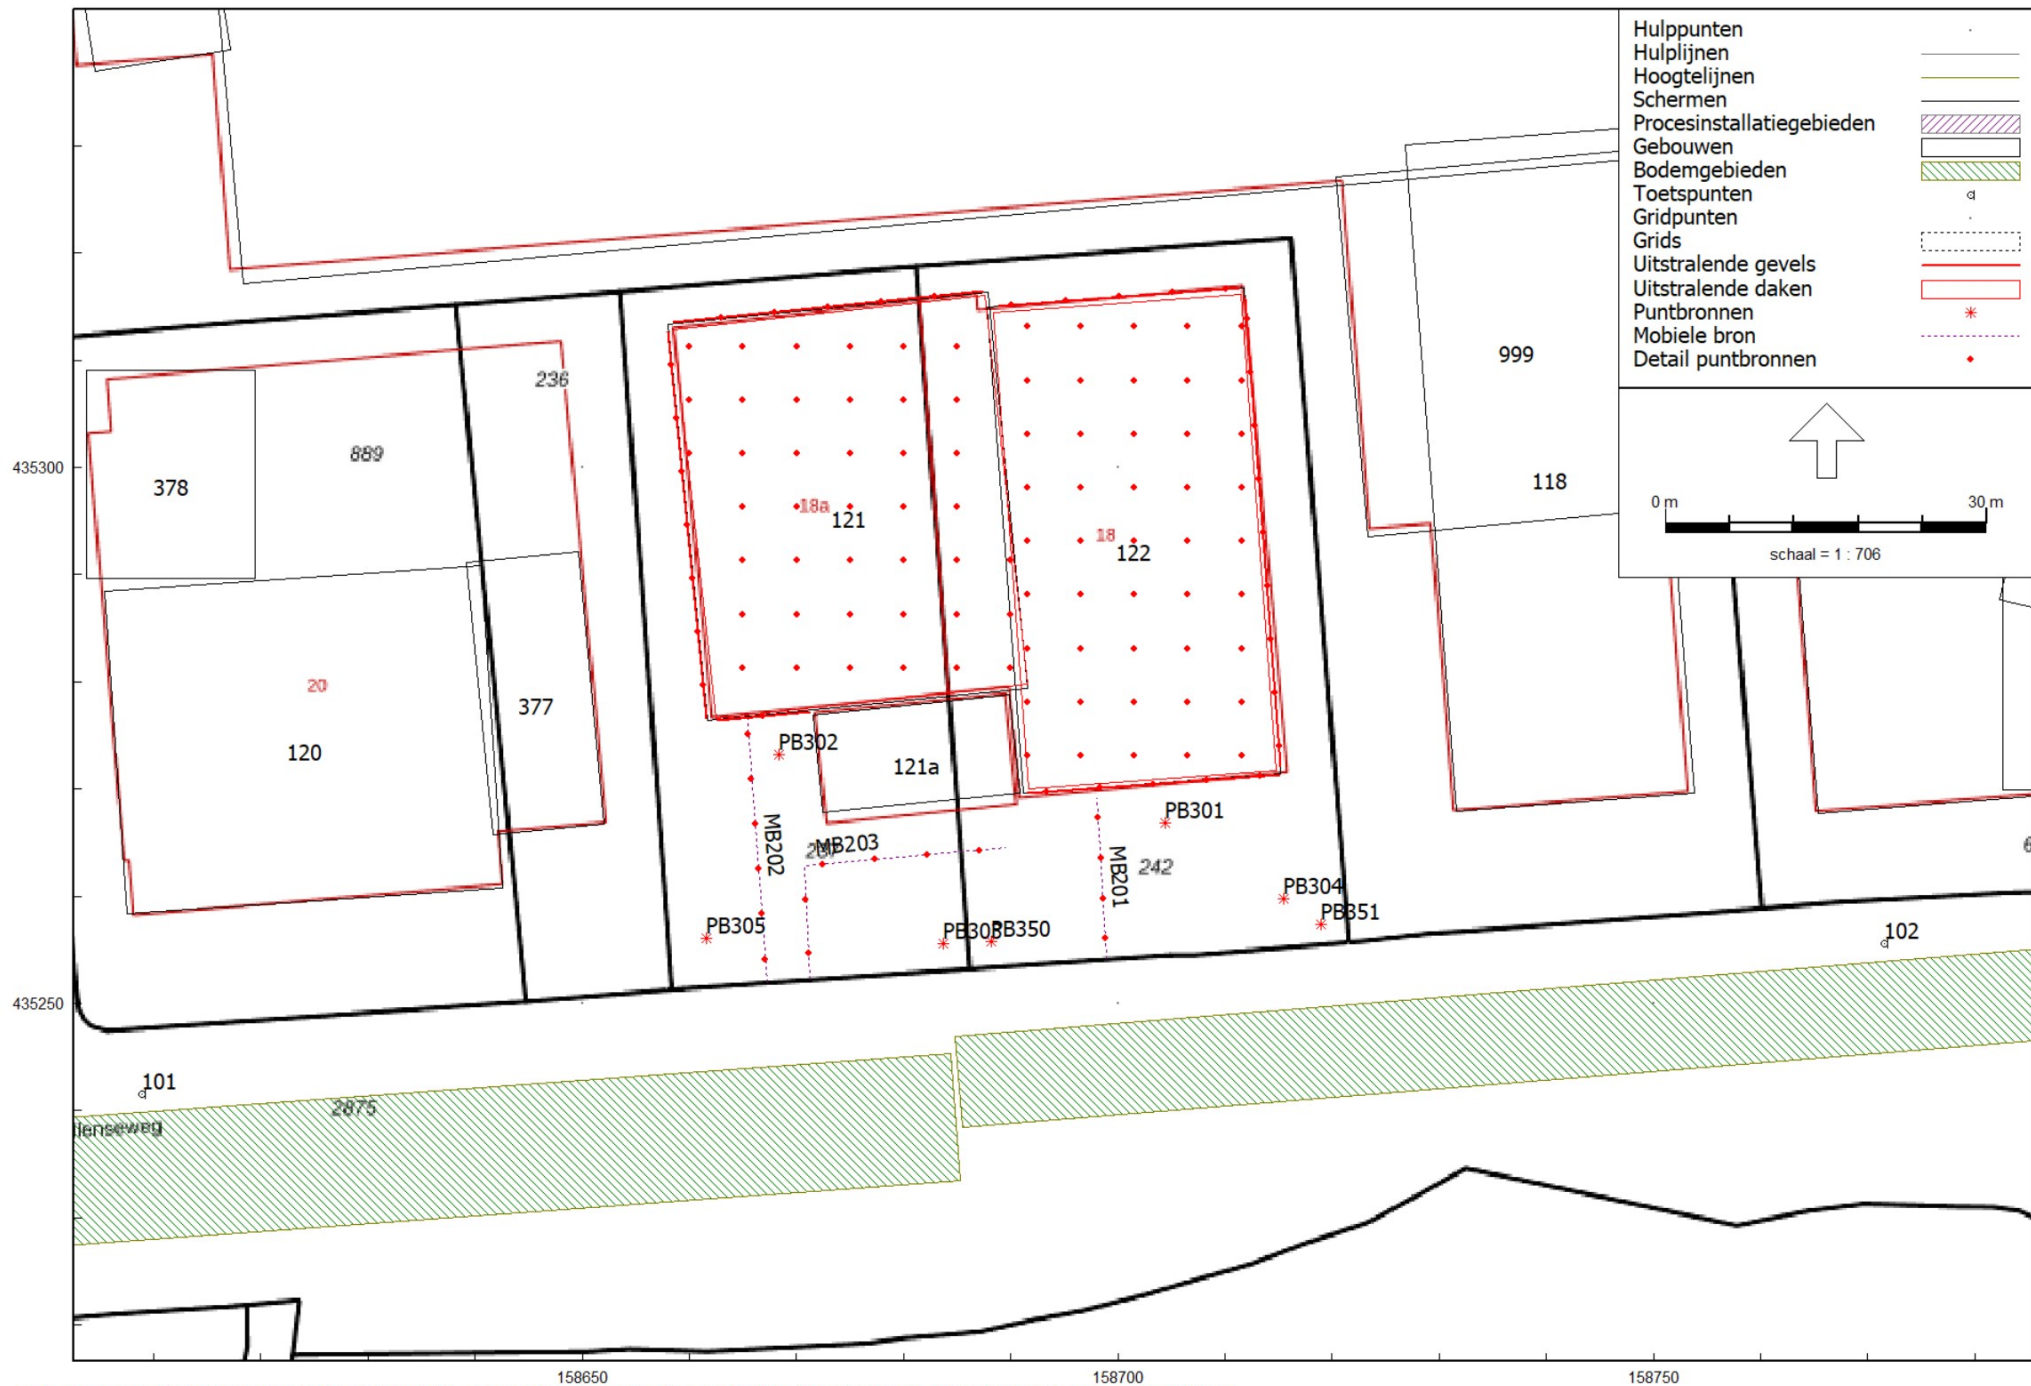 Hulppunten
Hulplijnen
Hoogtelijnen
Schermen
Procesinstallatiegebieden
Gebouwen
Bodemgebieden
Toetspunten
Gridpunten
Grids
Uitstralende gevels
Uitstralende daken
Puntbronnen
Mobiele bron
Detail puntbronnen
0 m 30 m
schaal = 1 : 706
999
236
889
435300
378
118
18a
121
18
122
20
377
120
PB302
121a
PB301
MB202
MB203
MB201
242
PB304
PB351
PB305
PB303
PB350
102
435250
101
2875
lenseweg
158650
158700
158750